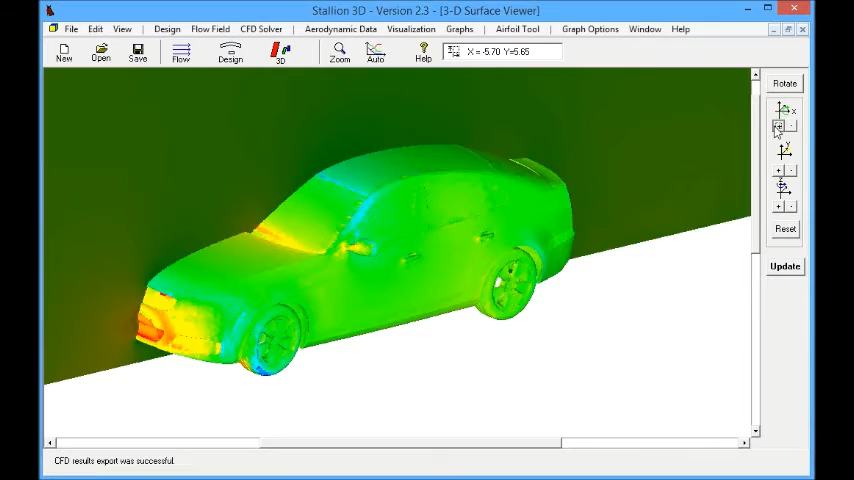 Stallion 3D - Version 2.3 - [3-D Surface Viewer]
File Edit View Design Flow Field CFD Solver Aerodynamic Data Visualization Graphs Airfoil Tool Graph Options Window Help
New Open Save Flow Design 3D Zoom Auto Help X = -5.70 Y=5.65
Rotate
X
Y
Z
Reset
Update
CFD results export was successful.